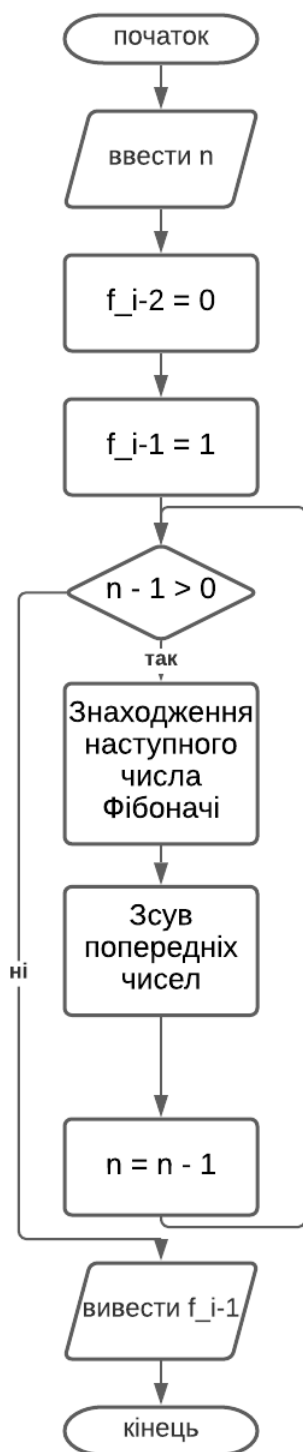 початок
ввести n
f_i-2 = 0
f_i-1 = 1
n - 1 > 0
так
Знаходження
наступного
числа
Фібоначі
Зсув
попередніх
чисел
ні
n = n - 1
вивести f_i-1
кінець